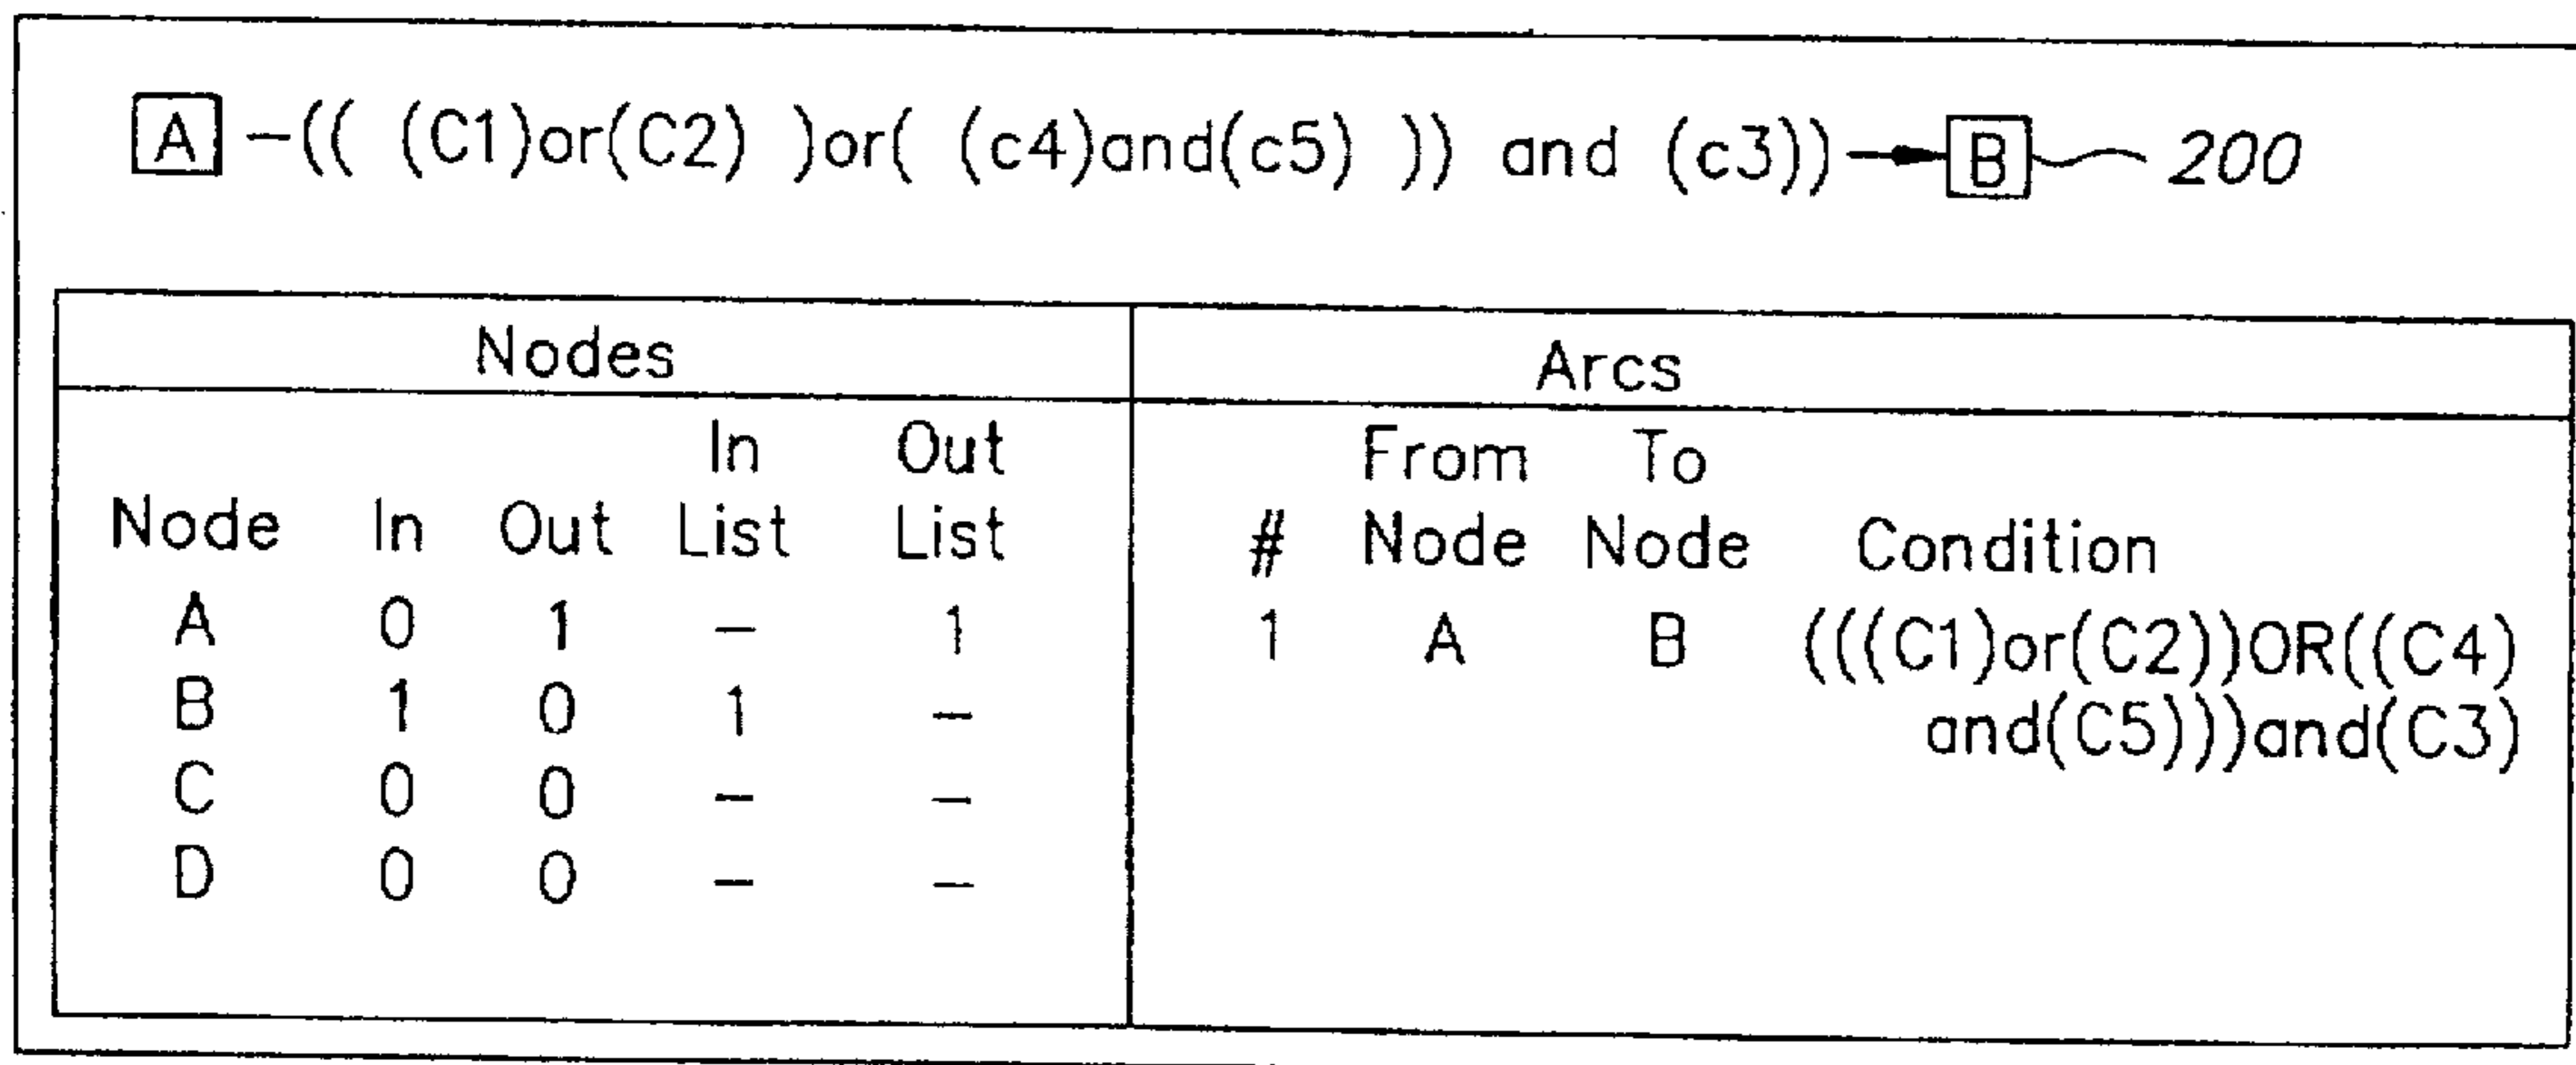 A -(( (C1)or(C2) )or( (c4)and(c5) )) and (c3)) B 200
Nodes Arcs
In Out From To
Node In Out List List # Node Node Condition
A 0 1 - 1 1 A B (((C1)or(C2))OR((C4)
B 1 0 1 - and(C5)))and(C3)
C 0 0 - -
D 0 0 - -